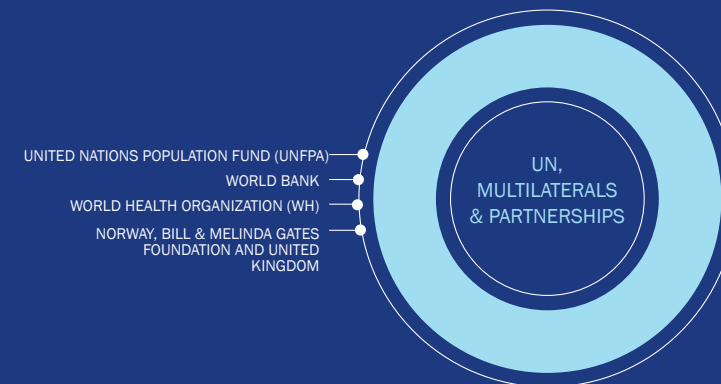 UNITED NATIONS POPULATION FUND (UNFPA)
WORLD BANK
WORLD HEALTH ORGANIZATION (WH)
NORWAY, BILL & MELINDA GATES
FOUNDATION AND UNITED
KINGDOM
UN,
MULTILATERALS
& PARTNERSHIPS